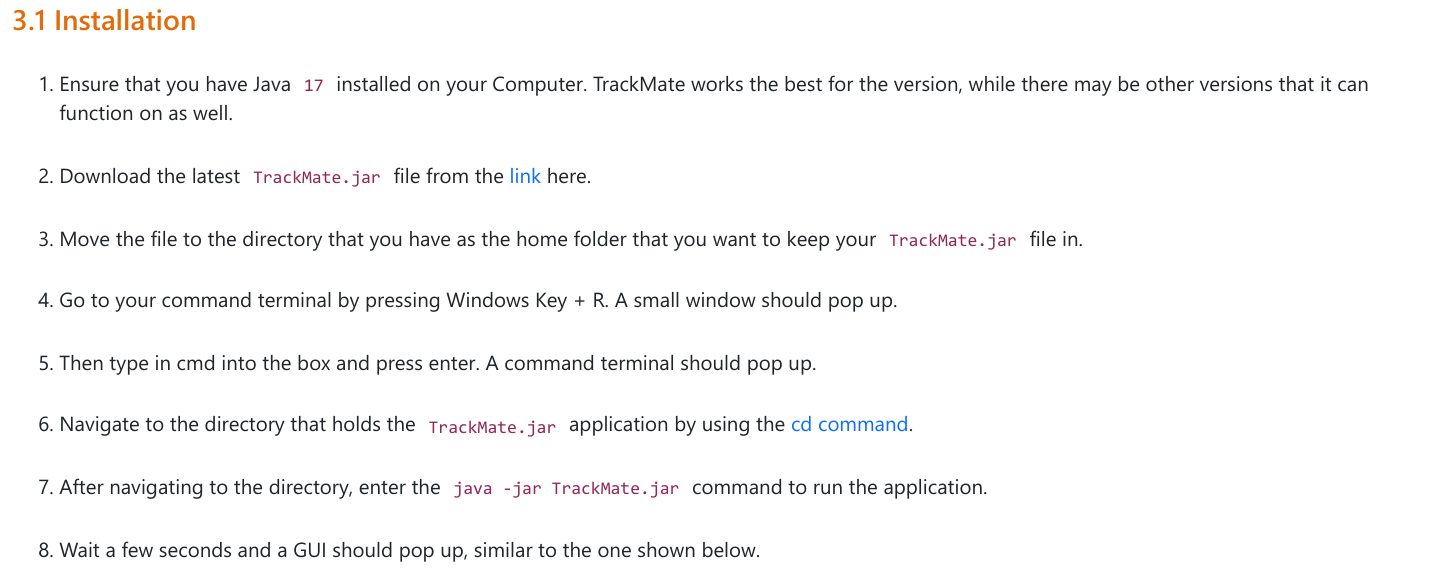 3.1 Installation
1. Ensure that you have Java 17 installed on your Computer. TrackMate works the best for the version, while there may be other versions that it can
function on as well.
2. Download the latest TrackMate.jar file from the link here.
3. Move the file to the directory that you have as the home folder that you want to keep your TrackMate.jar file in.
4. Go to your command terminal by pressing Windows Key + R. A small window should pop up.
5. Then type in cmd into the box and press enter. A command terminal should pop up.
6. Navigate to the directory that holds the TrackMate.jar application by using the cd command.
7. After navigating to the directory, enter the java -jar TrackMate.jar command to run the application.
8. Wait a few seconds and a GUI should pop up, similar to the one shown below.